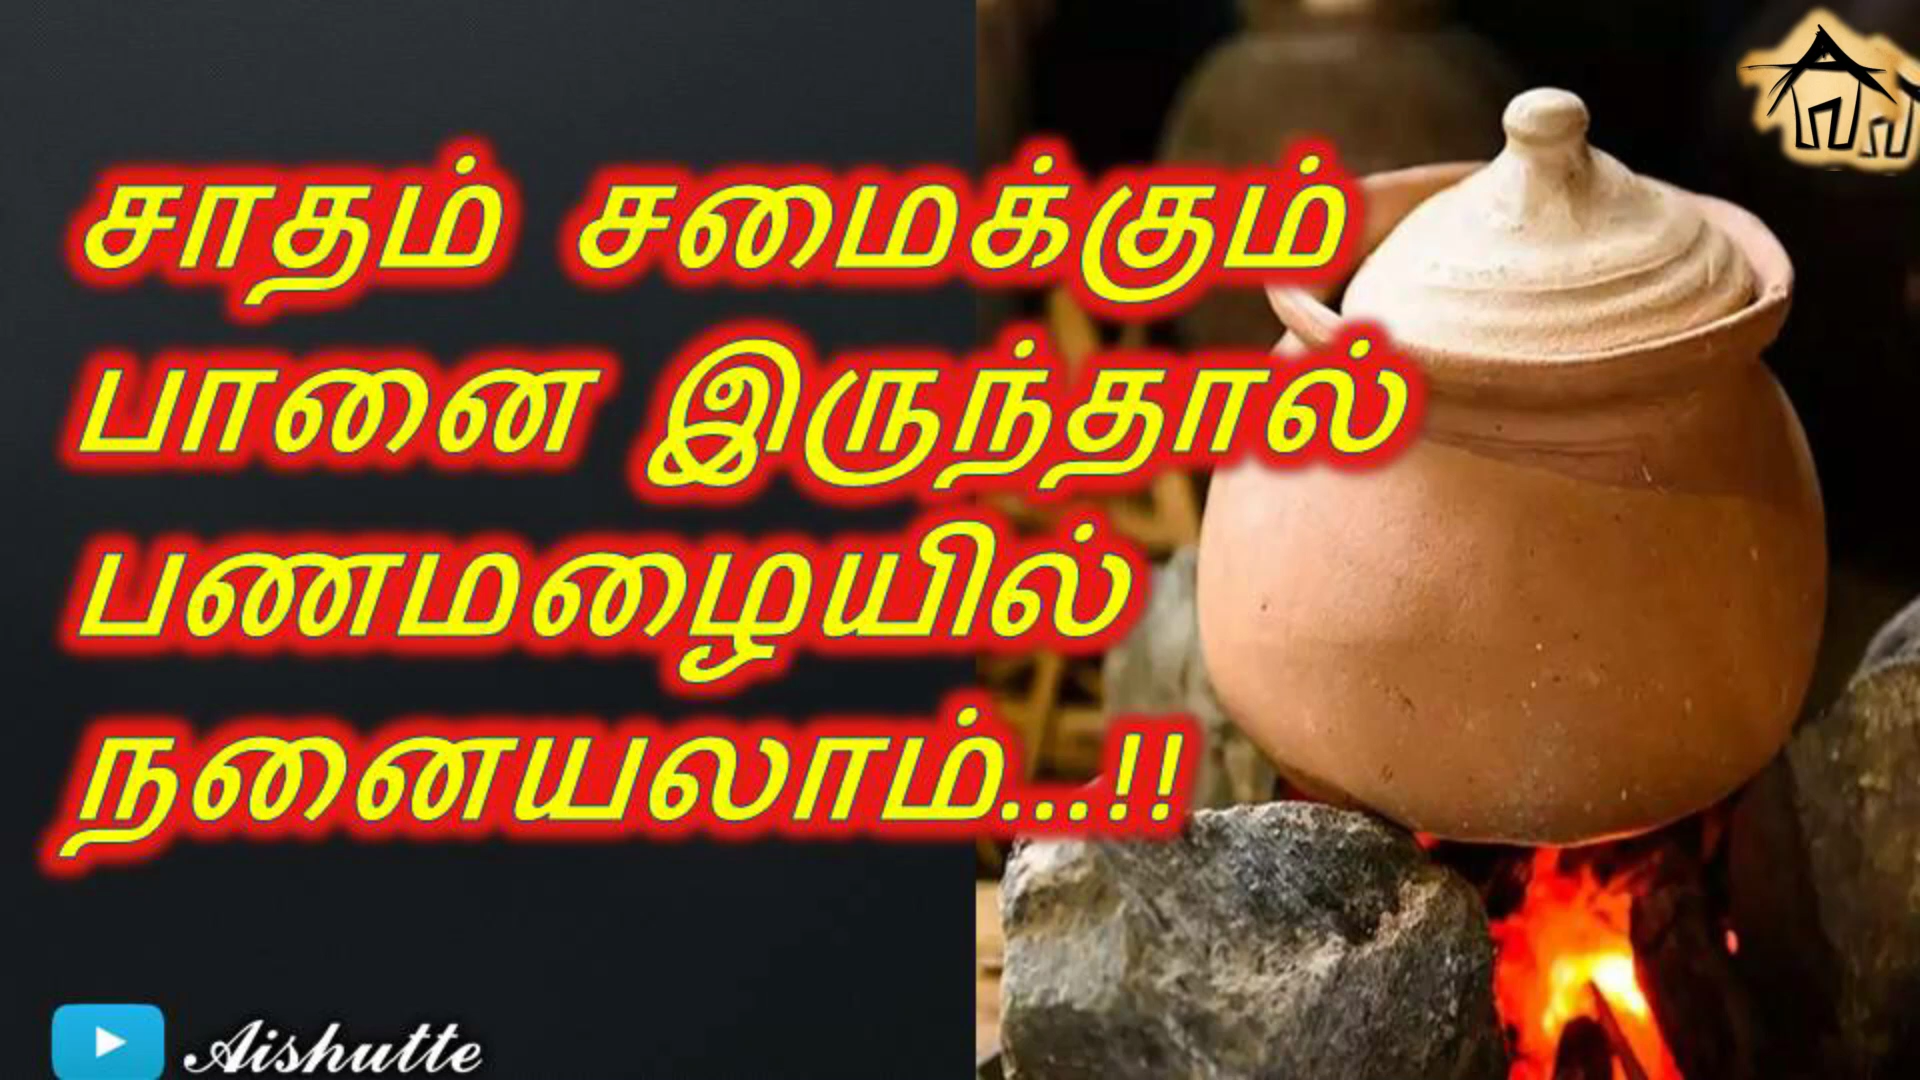 சாதம் சமைக்கும்
பானை இருந்தால்
பணமழையில்
நனையலாம்...!!
Aishutte